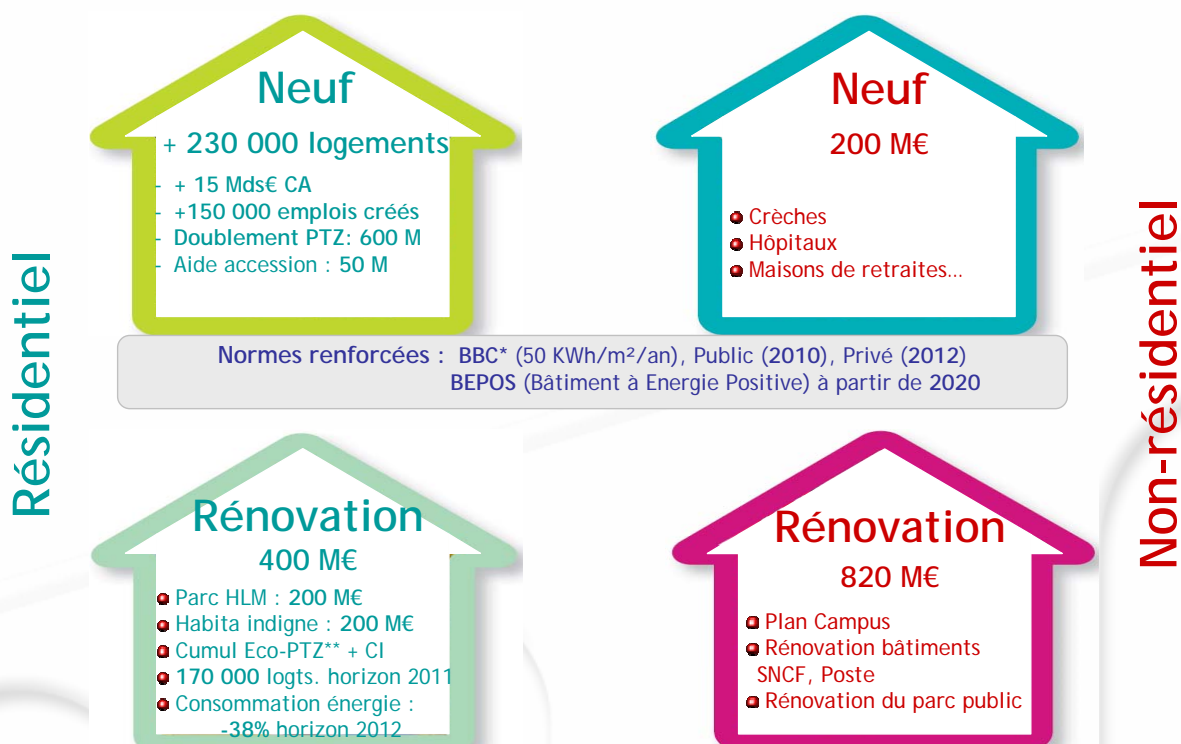 Résidentiel
Neuf
+ 230 000 logements
- + 15 Mds€ CA
- +150 000 emplois créés
- Doublement PTZ: 600 M
- Aide accession : 50 M
Neuf
200 M€
Crèches
Hôpitaux
Maisons de retraites...
Non-résidentiel
Normes renforcées : BBC* (50 KWh/m²/an), Public (2010), Privé (2012)
BEPOS (Bâtiment à Energie Positive) à partir de 2020
Rénovation
400 M€
Parc HLM : 200 M€
Habita indigne : 200 M€
Cumul Eco-PTZ** + CI
170 000 logts. horizon 2011
Consommation énergie :
-38% horizon 2012
Rénovation
820 M€
Plan Campus
Rénovation bâtiments
SNCF, Poste
Rénovation du parc public